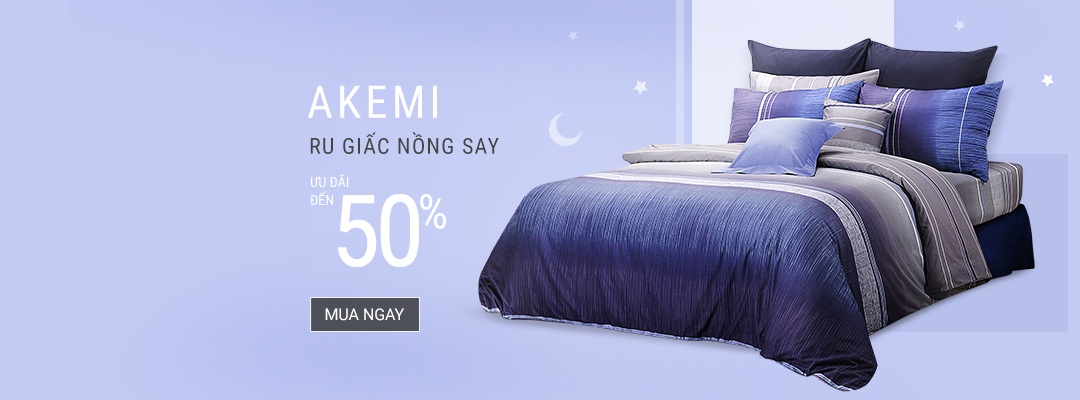 AKEMI
RU GIẤC NỒNG SAY
ƯU ĐÃI
ĐẾN
50%
MUA NGAY